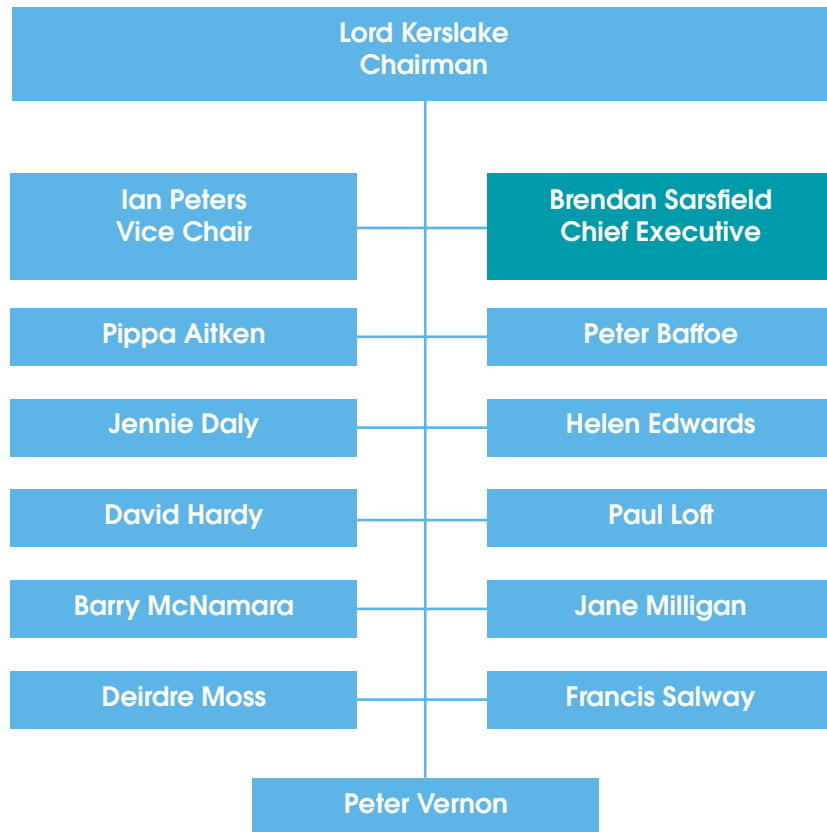 Lord Kerslake
Chairman
Ian Peters
Vice Chair
Brendan Sarsfield
Chief Executive
Pippa Aitken
Peter Baffoe
Jennie Daly
Helen Edwards
David Hardy
Paul Loft
Barry McNamara
Jane Milligan
Deirdre Moss
Francis Salway
Peter Vernon